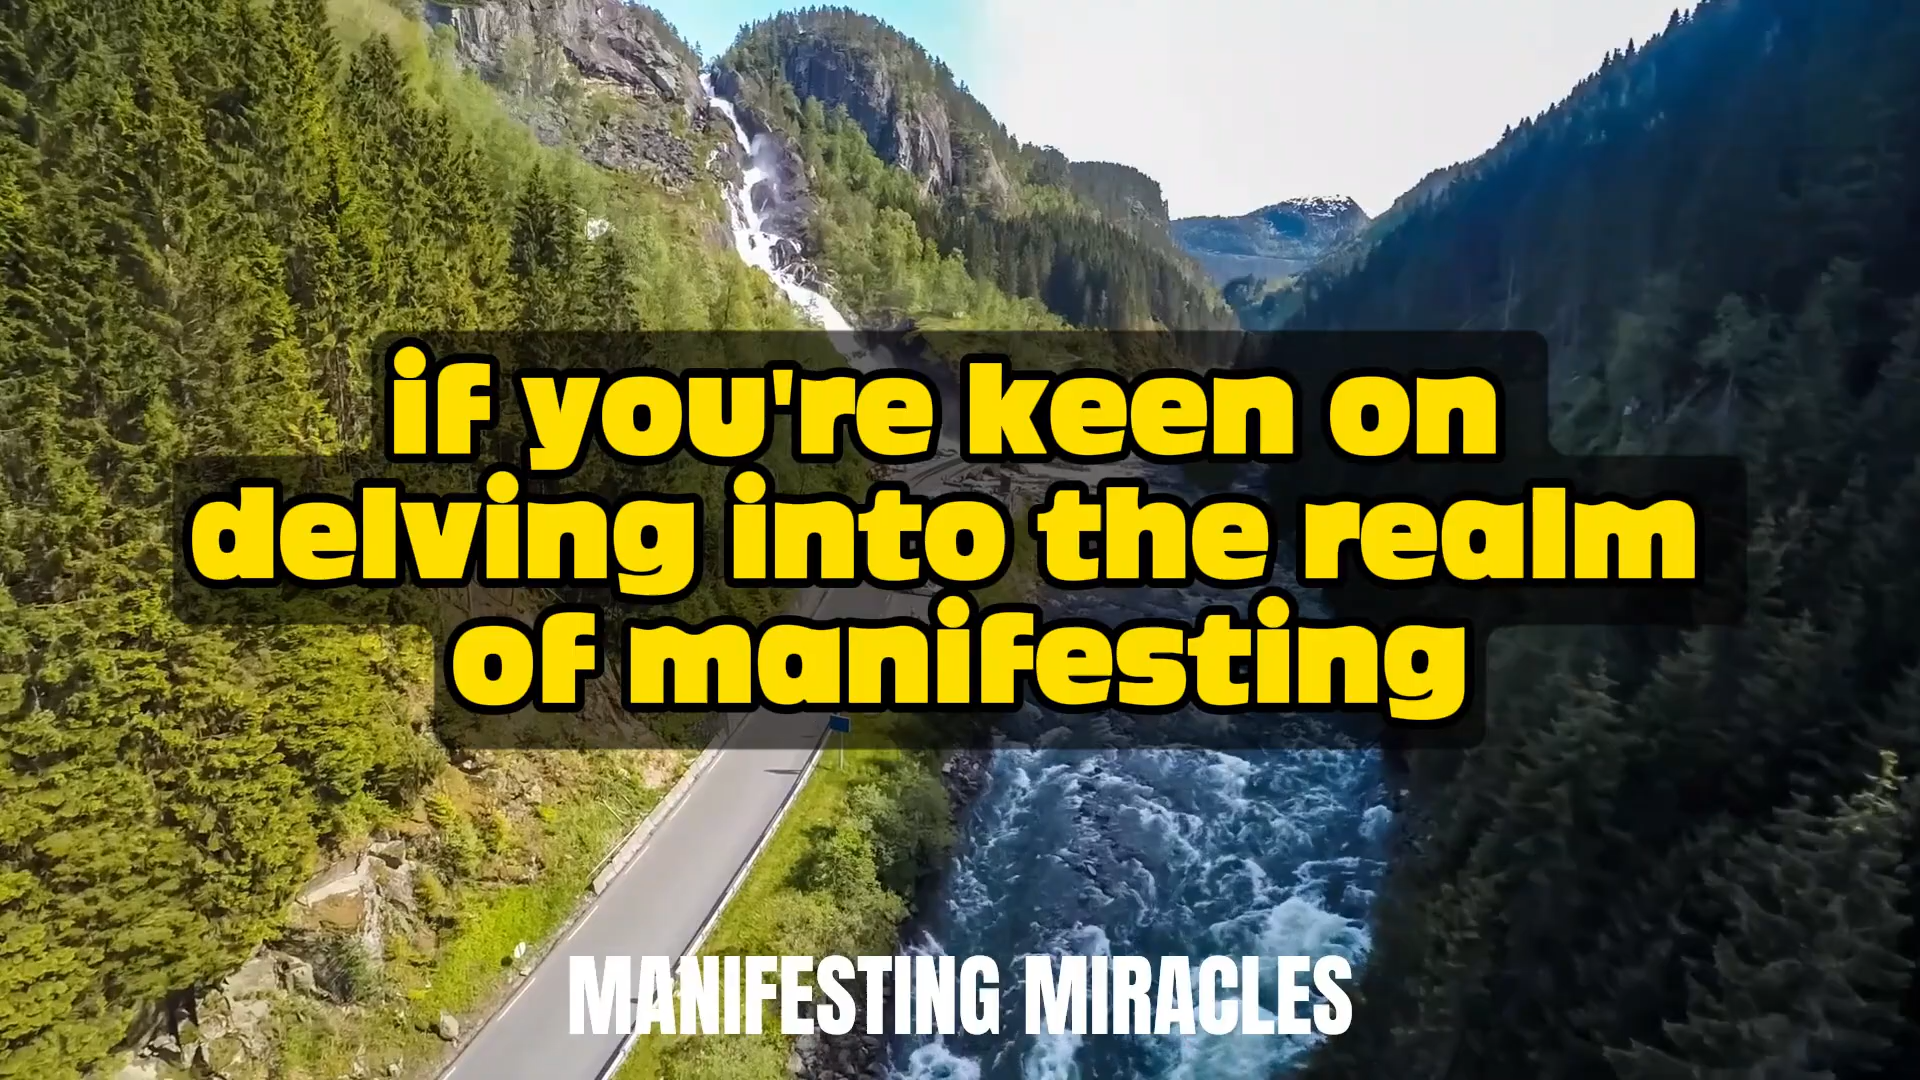 if you're keen on
delving into the realm
of manifesting
MANIFESTING MIRACLES